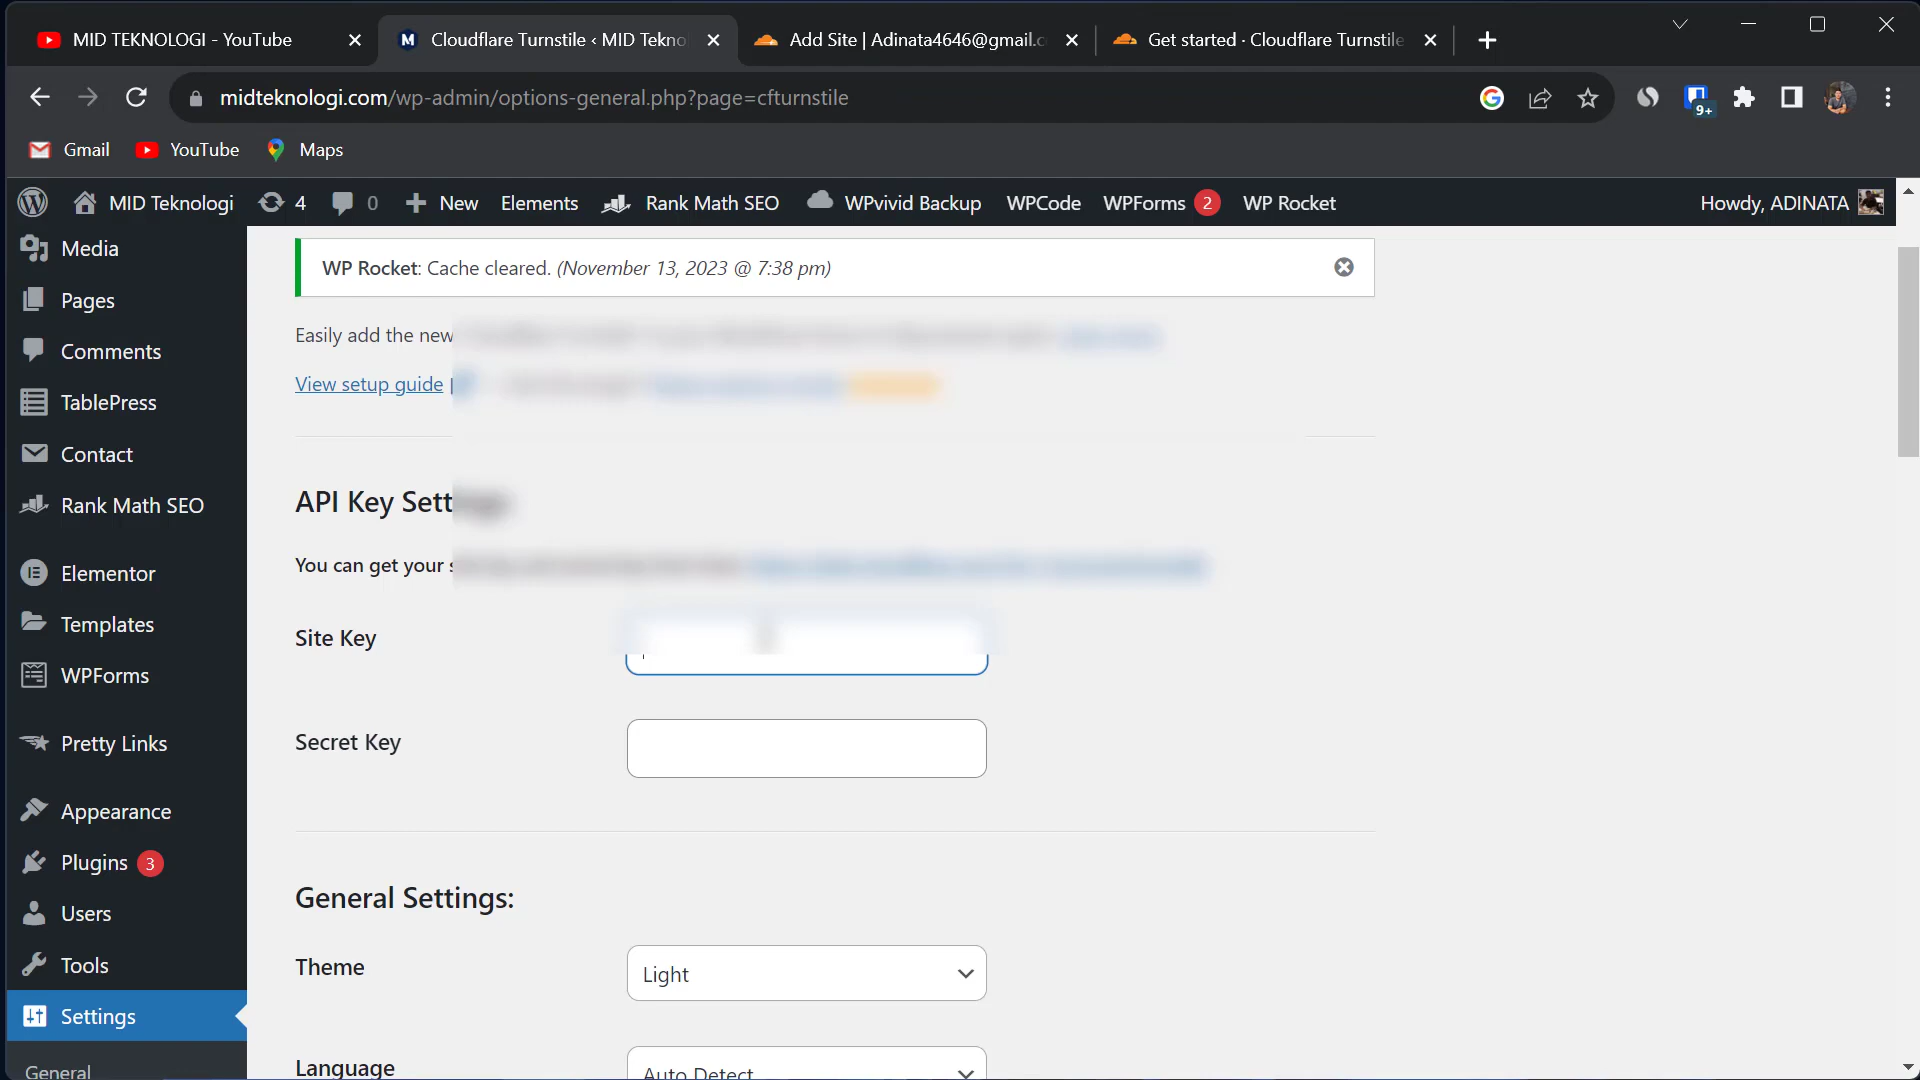 MID TEKNOLOGI - YouTube
Cloudflare Turnstile ‹ MID Tekno
Add Site | Adinata4646@gmail.c
Get started · Cloudflare Turnstile
midteknologi.com/wp-admin/options-general.php?page=cfturnstile
9+
Gmail
YouTube
Maps
MID Teknologi
4
0
New
Elements
Rank Math SEO
WPvivid Backup
WPCode
WPForms
2
WP Rocket
Howdy, ADINATA
Media
Pages
Comments
TablePress
Contact
Rank Math SEO
Elementor
Templates
WPForms
Pretty Links
Appearance
Plugins
3
Users
Tools
Settings
General
WP Rocket: Cache cleared. (November 13, 2023 @ 7:38 pm)
Easily add the new
View setup guide
API Key Sett
You can get your s
Site Key
Secret Key
General Settings:
Theme
Light
Language
Auto Detect